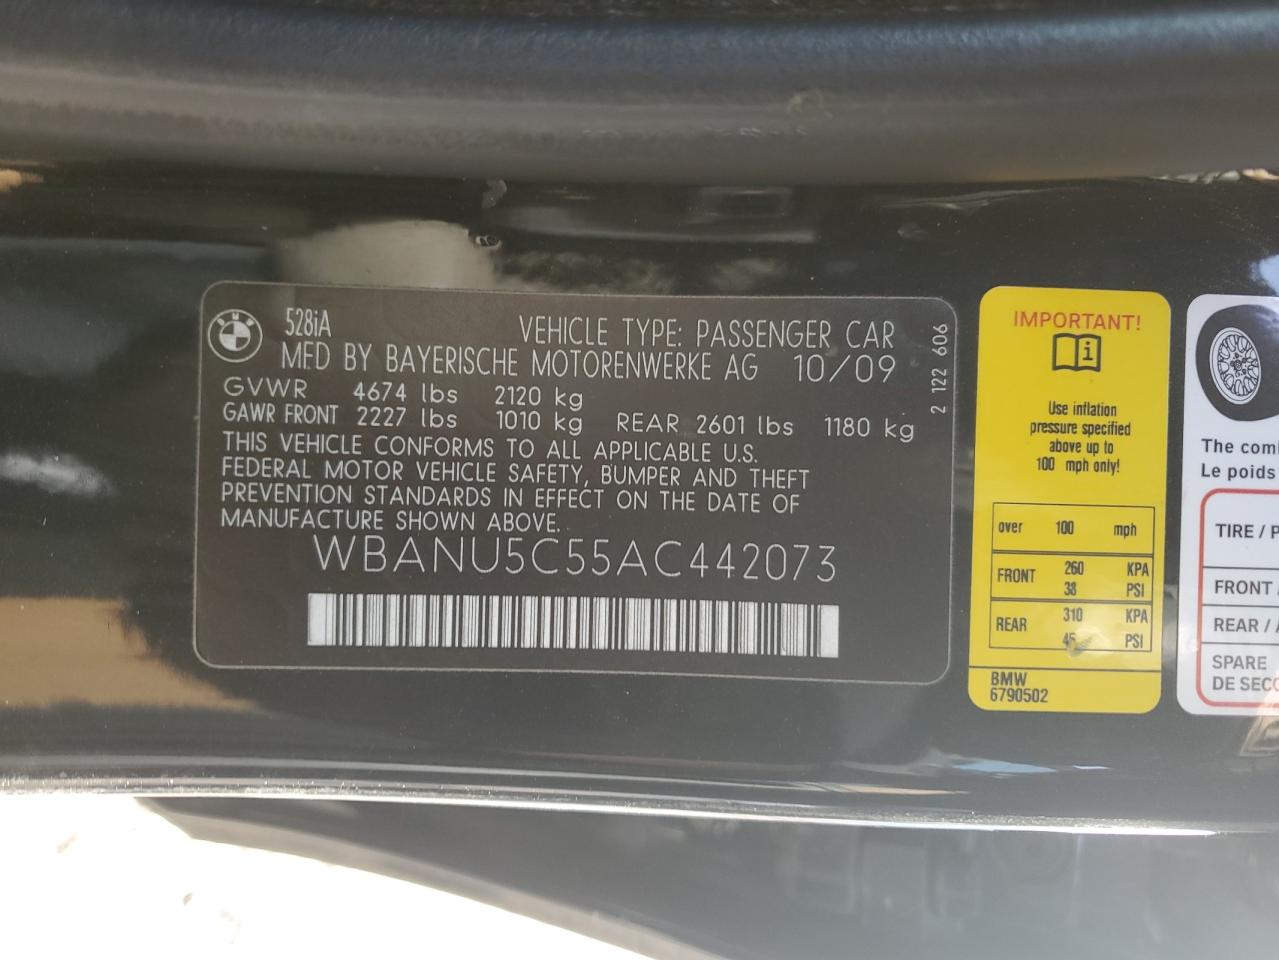 528iA
VEHICLE TYPE: PASSENGER CAR
MFD BY BAYERISCHE MOTORENWERKE AG 10/09
GVWR 4674 lbs 2120 kg
GAWR FRONT 2227 lbs 1010 kg REAR 2601 lbs 1180 kg
THIS VEHICLE CONFORMS TO ALL APPLICABLE U.S.
FEDERAL MOTOR VEHICLE SAFETY, BUMPER AND THEFT
PREVENTION STANDARDS IN EFFECT ON THE DATE OF
MANUFACTURE SHOWN ABOVE.
WBANU5C55AC442073
2 122 606
IMPORTANT!
Use inflation
pressure specified
above up to
100 mph only!
over 100 mph
FRONT 260 KPA
38 PSI
REAR 310 KPA
45 PSI
BMW
6790502
The com
Le poids
TIRE / P
FRONT /
REAR / A
SPARE
DE SECO